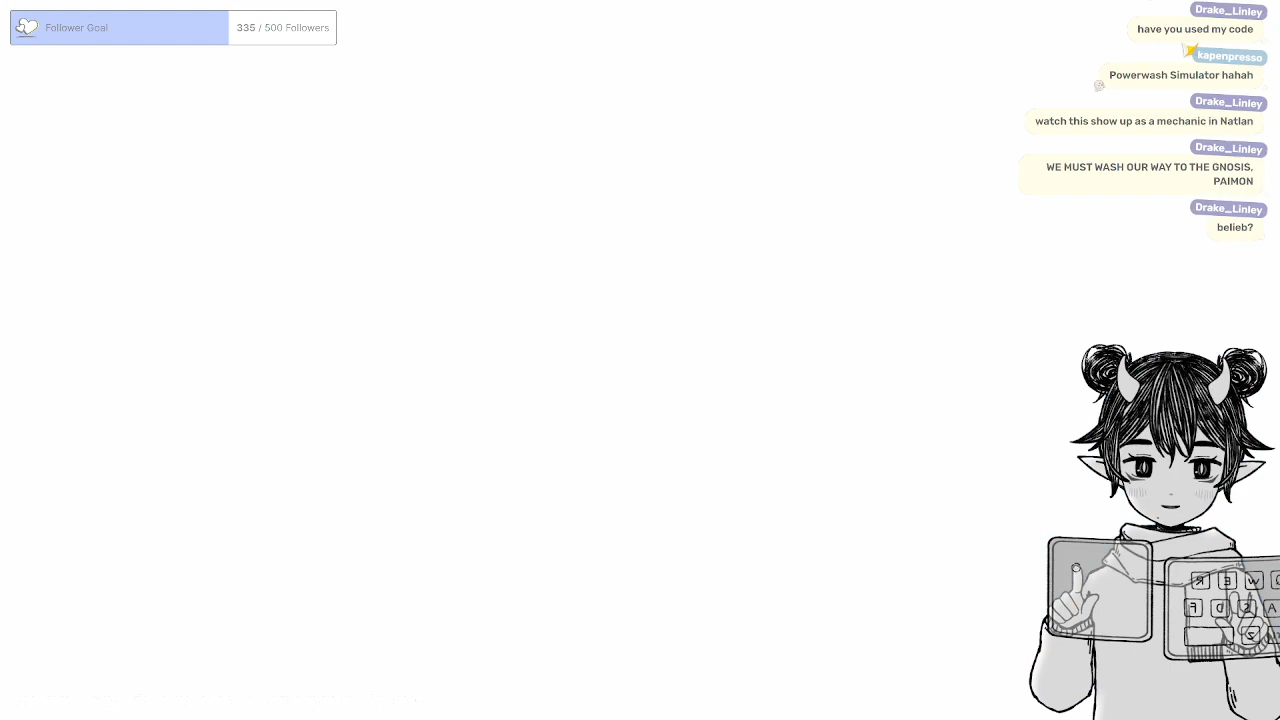 Follower Goal
335 / 500 Followers
Drake_Linley
have you used my code
kapenpresso
Powerwash Simulator hahah
Drake_Linley
watch this show up as a mechanic in Natlan
Drake_Linley
WE MUST WASH OUR WAY TO THE GNOSIS,
PAIMON
Drake_Linley
belieb?
R E W Q
F D S A
Z